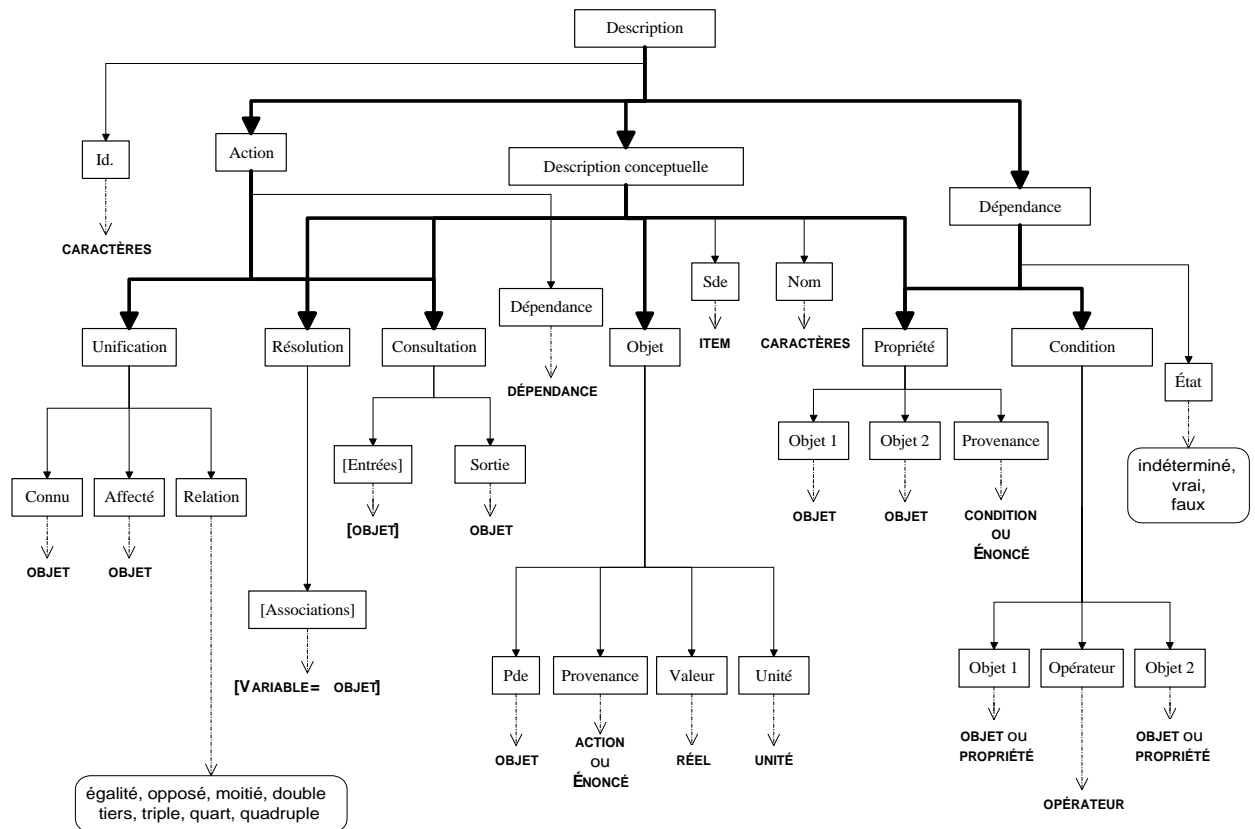 Description
Id.
Action
Description conceptuelle
Dépendance
CARACTÈRES
Sde
Nom
Dépendance
Unification
Résolution
Consultation
Objet
ITEM
CARACTÈRES
Propriété
Condition
État
DÉPENDANCE
Objet 1
Objet 2
Provenance
[Entrées]
Sortie
indéterminé,
vrai,
faux
Connu
Affecté
Relation
[OBJET]
OBJET
OBJET
OBJET
CONDITION
OU
ÉNONCÉ
OBJET
OBJET
[Associations]
Pde
Provenance
Valeur
Unité
Objet 1
Opérateur
Objet 2
[VARIABLE= OBJET]
OBJET
ACTION
ou
ÉNONCÉ
RÉEL
UNITÉ
OBJET ou
PROPRIÉTÉ
OBJET ou
PROPRIÉTÉ
égalité, opposé, moitié, double
tiers, triple, quart, quadruple
OPÉRATEUR